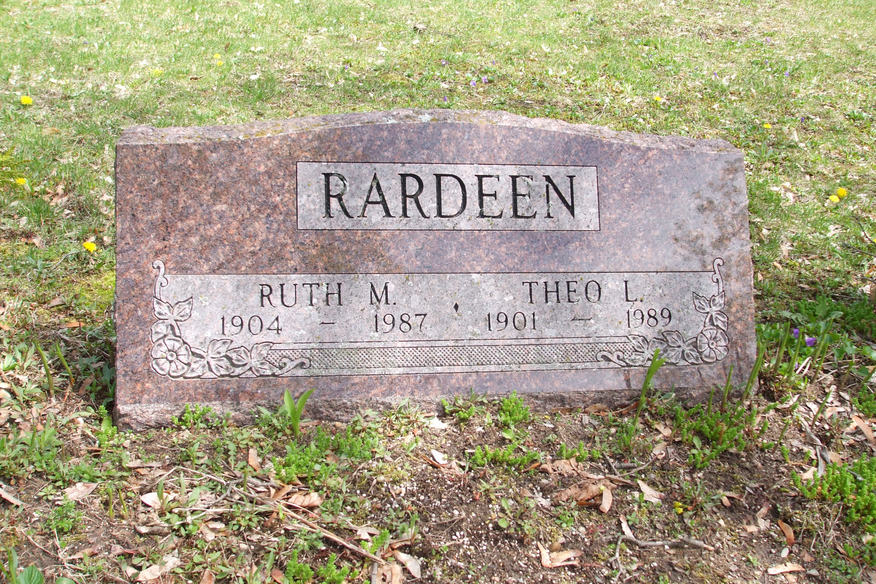 RARDEEN
RUTH M. THEO L.
1904 – 1987 1901 – 1989